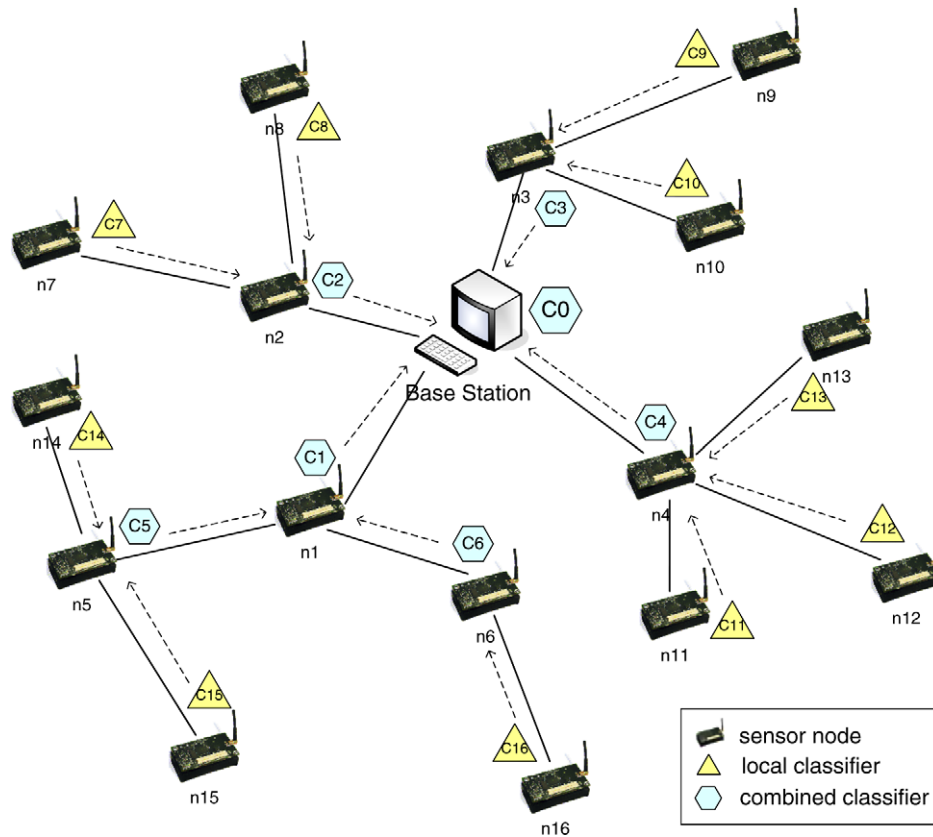 C9
n9
n8
C8
n3
C10
C3
n10
C7
n7
C2
n2
C0
Base Station
n13
C13
C14
n14
C4
C1
n4
C5
C6
C12
n1
n5
n12
n6
C11
n11
C15
n15
C16
n16
sensor node
local classifier
combined classifier